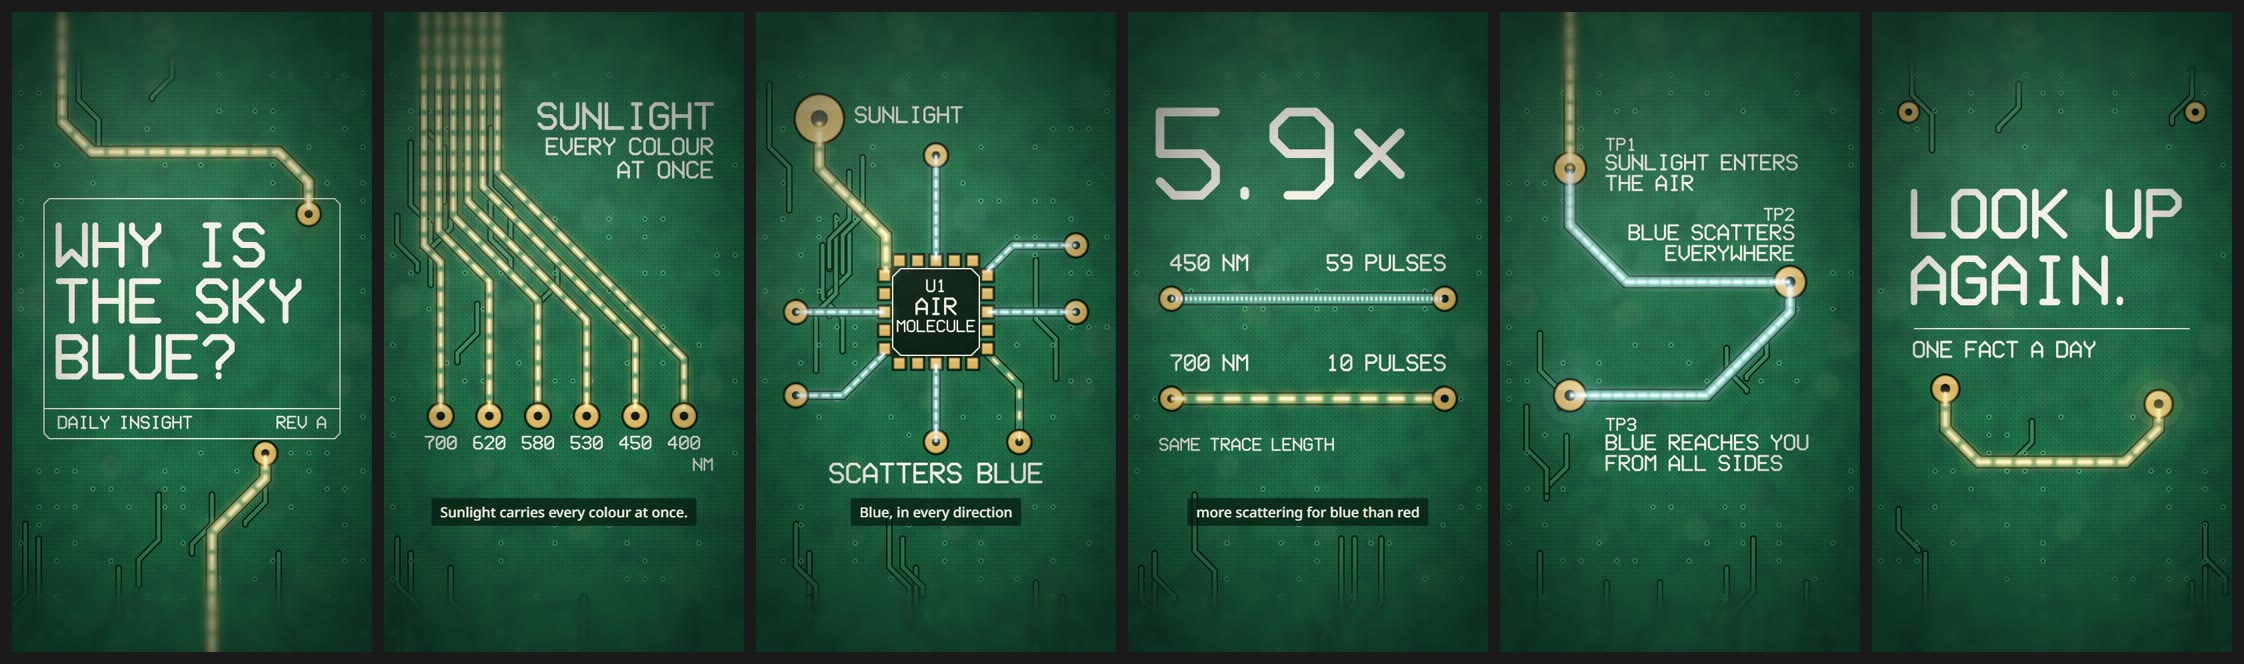 WHY IS
THE SKY
BLUE?
DAILY INSIGHT
REV A
SUNLIGHT
EVERY COLOUR
AT ONCE
700 620 580 530 450 400
NM
Sunlight carries every colour at once.
SUNLIGHT
U1
AIR
MOLECULE
SCATTERS BLUE
Blue, in every direction
5.9×
450 NM
59 PULSES
700 NM
10 PULSES
SAME TRACE LENGTH
more scattering for blue than red
TP1
SUNLIGHT ENTERS
THE AIR
TP2
BLUE SCATTERS
EVERYWHERE
TP3
BLUE REACHES YOU
FROM ALL SIDES
LOOK UP
AGAIN.
ONE FACT A DAY